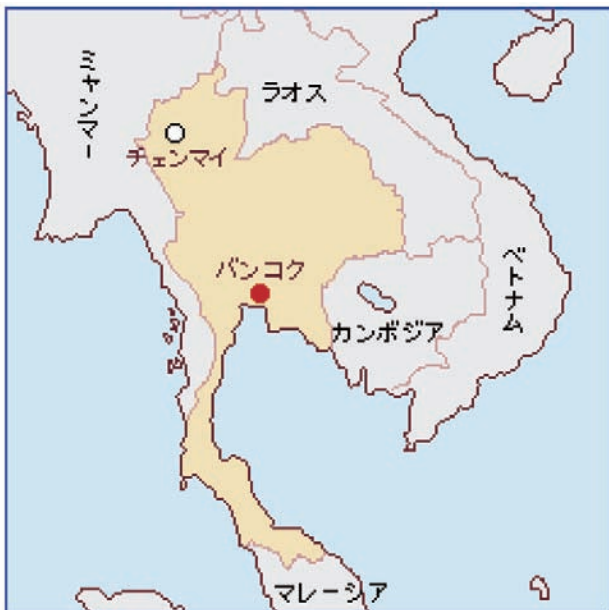 ミャンマー
ラオス
チェンマイ
バンコク
ベトナム
カンボジア
マレーシア